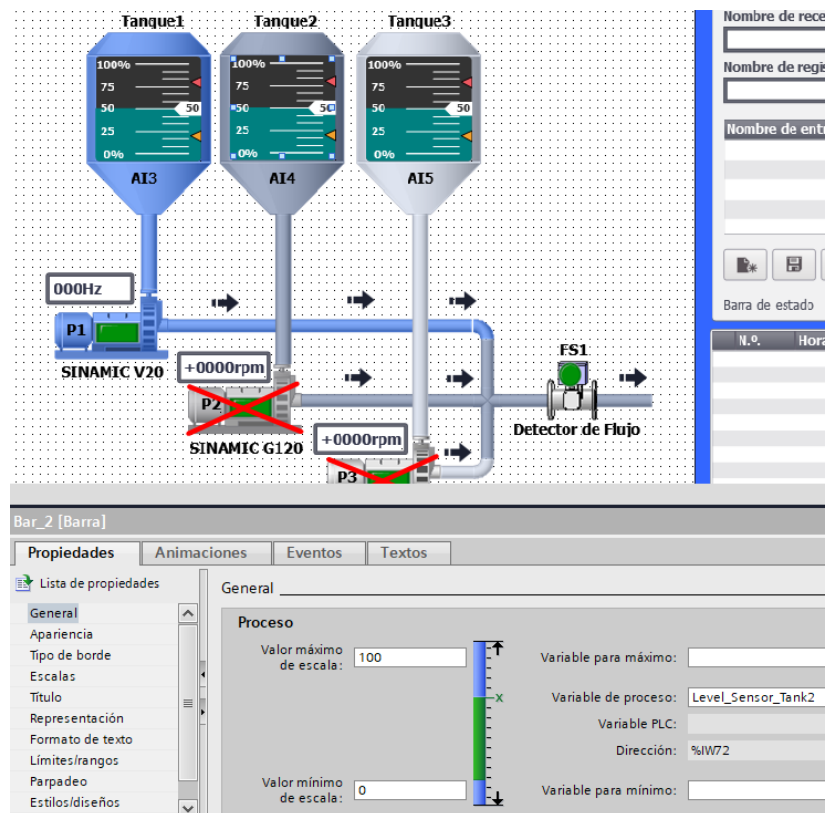 Tanque1 Tanque2 Tanque3
100% 100% 100%
75 75 75
50 50 50 50 50 50
25 25 25
0% 0% 0%
AI3 AI4 AI5
000Hz
P1
SINAMIC V20
+0000rpm
P2
SINAMIC G120
+0000rpm
P3
FS1
Detector de Flujo
Nombre de rece
Nombre de regis
Nombre de entr
Barra de estado
N.º. Hora
Bar_2 [Barra]
Propiedades Animaciones Eventos Textos
Lista de propiedades
General
Apariencia
Tipo de borde
Escalas
Título
Representación
Formato de texto
Límites/rangos
Parpadeo
Estilos/diseños
General
Proceso
Valor máximo
de escala: 100
Variable para máximo:
x
Variable de proceso: Level_Sensor_Tank2
Variable PLC:
Dirección: %IW72
Valor mínimo
de escala: 0
Variable para mínimo: